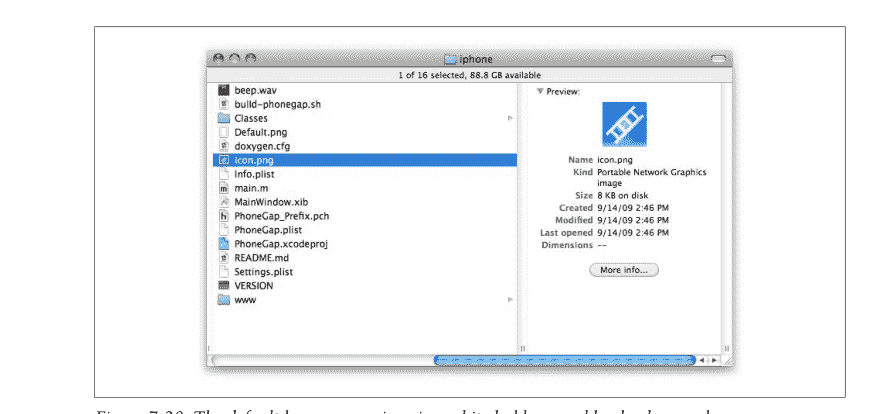 iphone
1 of 16 selected, 88.8 GB available
beep.wav
build-phonegap.sh
Classes
Default.png
doxygen.cfg
icon.png
Info.plist
main.m
MainWindow.xib
PhoneGap_Prefix.pch
PhoneGap.plist
PhoneGap.xcodeproj
README.md
Settings.plist
VERSION
www
Preview:
Name icon.png
Kind Portable Network Graphics
image
Size 8 KB on disk
Created 9/14/09 2:46 PM
Modified 9/14/09 2:46 PM
Last opened 9/14/09 2:46 PM
Dimensions --
More info...